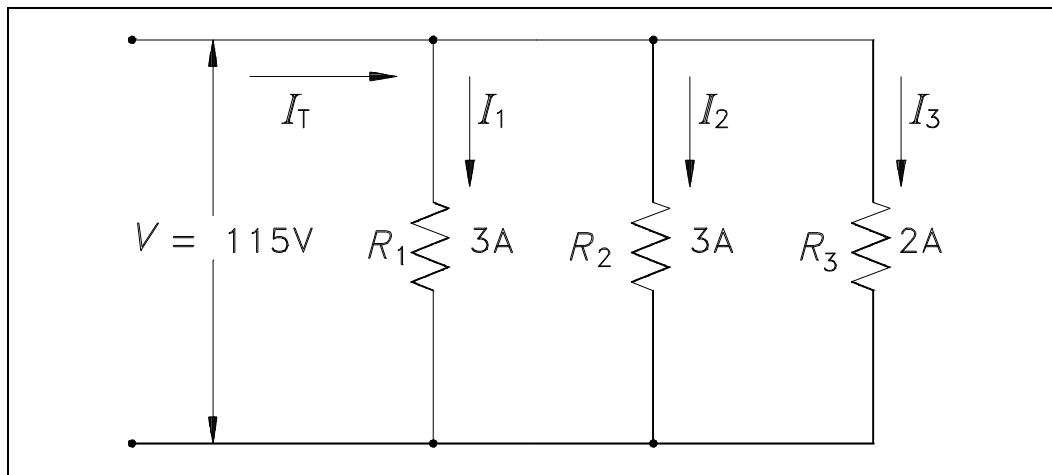 I_T
I_1
I_2
I_3
V = 115V
R_1
3A
R_2
3A
R_3
2A